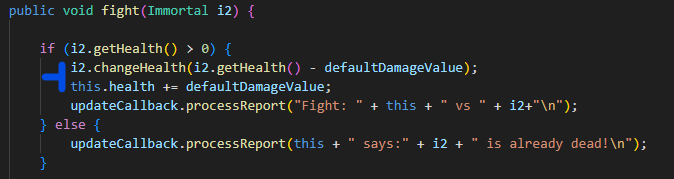 public void fight(Immortal i2) {
if (i2.getHealth() > 0) {
i2.changeHealth(i2.getHealth() - defaultDamageValue);
this.health += defaultDamageValue;
updateCallback.processReport("Fight: " + this + " vs " + i2+"\n");
} else {
updateCallback.processReport(this + " says:" + i2 + " is already dead!\n");
}